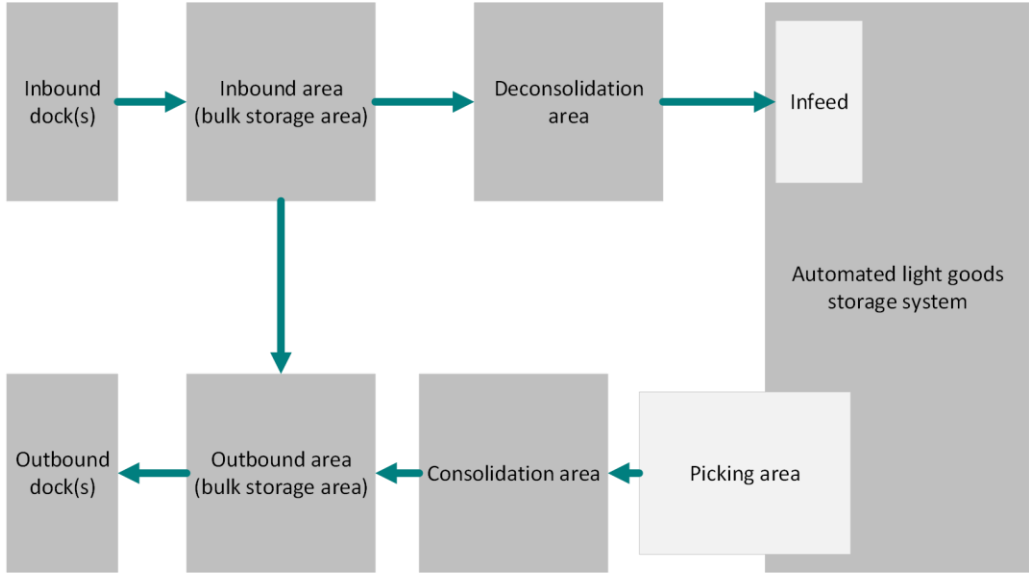 Inbound
dock(s)
Inbound area
(bulk storage area)
Deconsolidation
area
Infeed
Automated light goods
storage system
Outbound
dock(s)
Outbound area
(bulk storage area)
Consolidation area
Picking area